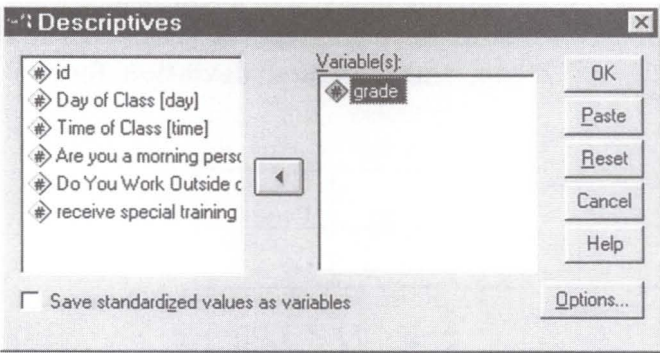 Descriptives
id
Day of Class [day]
Time of Class [time]
Are you a morning perso
Do You Work Outside o
receive special training
Variable(s):
grade
OK
Paste
Reset
Cancel
Help
Save standardized values as variables
Options...